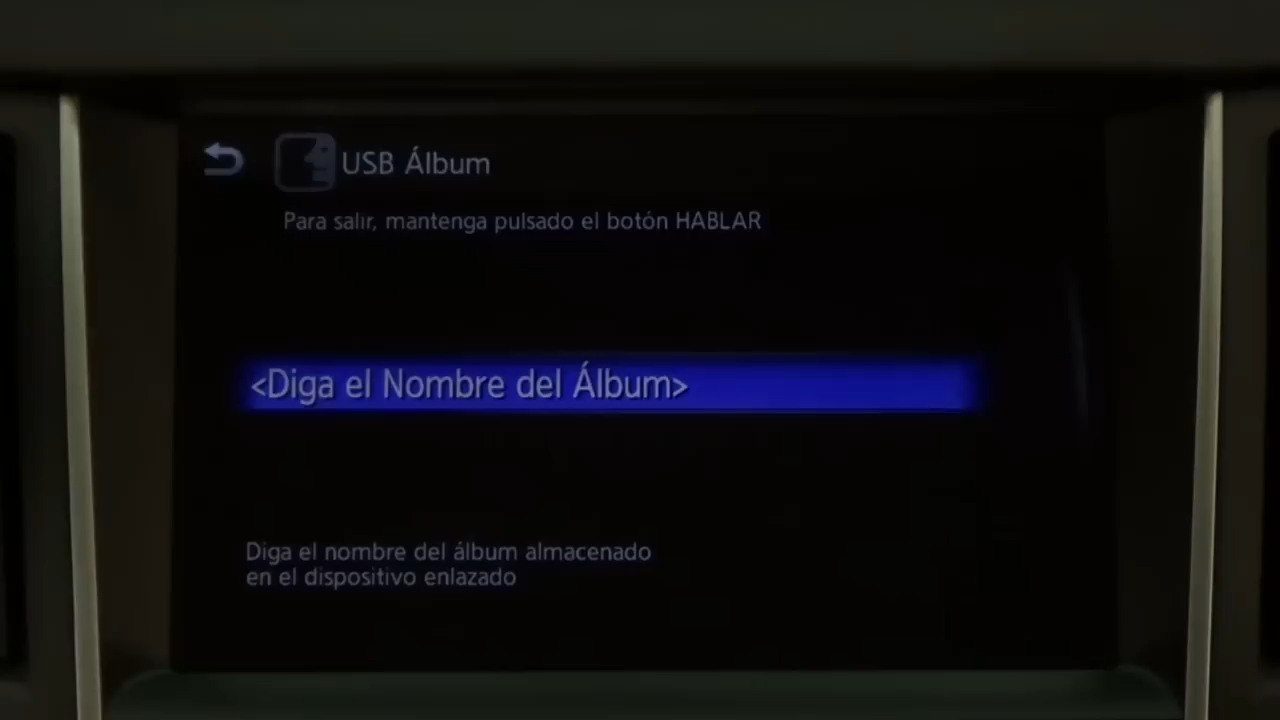 USB Álbum
Para salir, mantenga pulsado el botón HABLAR
<Diga el Nombre del Álbum>
Diga el nombre del álbum almacenado
en el dispositivo enlazado